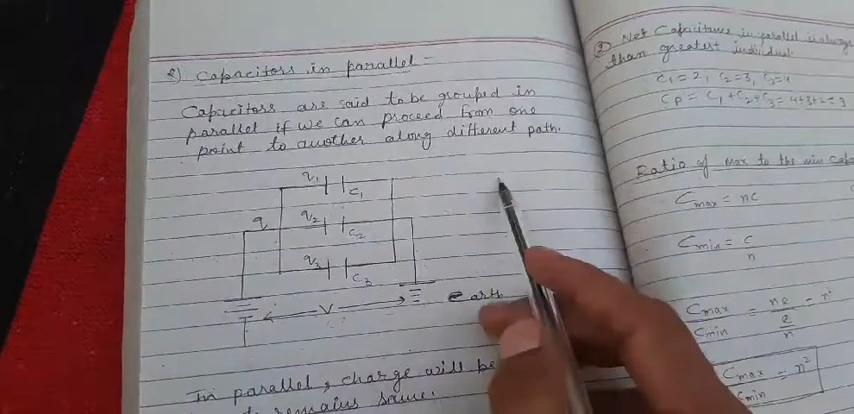 2) Capacitors in parallel -
Capacitors are said to be grouped in
parallel if we can proceed from one
point to another along different path.
q1
C1
q
q2
C2
q3
C3
V
earth
In parallel, charge will be
remains same.
② Net Capacitance in parallel is always
than greatest individual
C1 = 2, C2 = 3, C3 = 4
Cp = C1 + C2 + C3 = 4+3+2 = 9
Ratio of max to the min
Cmax = nc
Cmin = c/n
Cmax/Cmin = nc/(c/n) = n²
Cmax/Cmin = n²